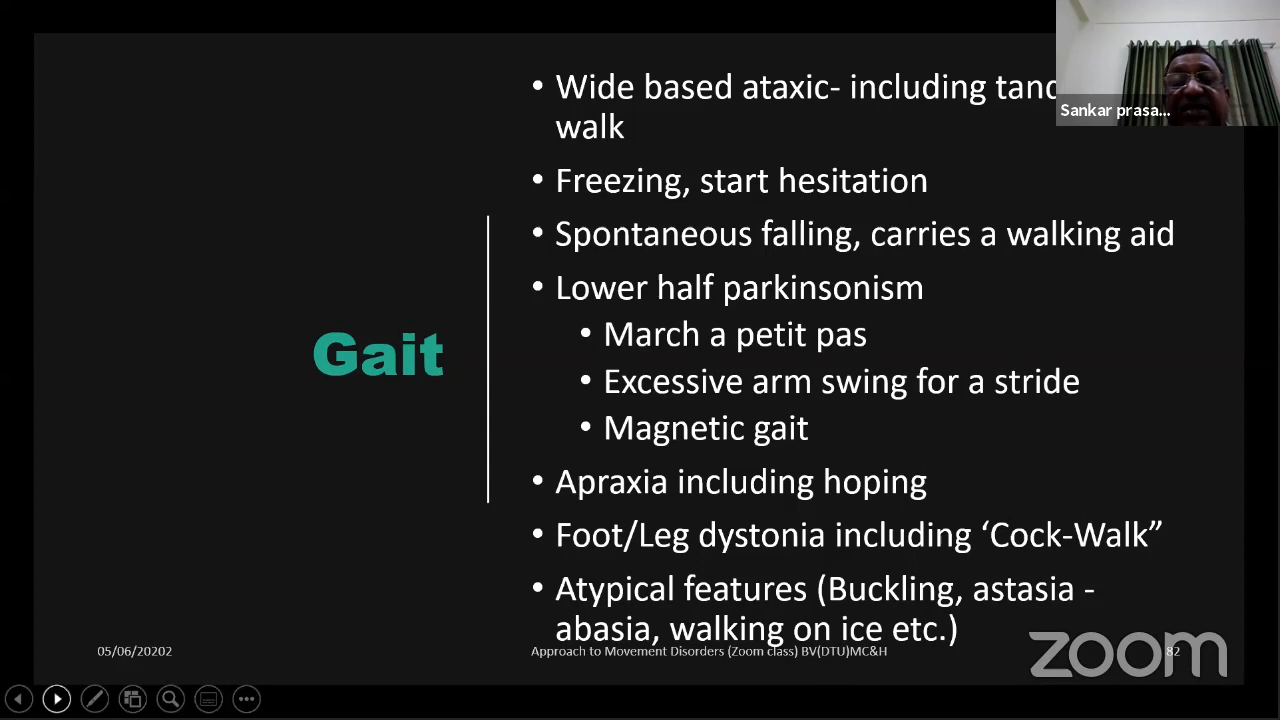 • Wide based ataxic- including
walk
Sankar prasa...
• Freezing, start hesitation
• Spontaneous falling, carries a walking aid
• Lower half parkinsonism
• March a petit pas
• Excessive arm swing for a stride
• Magnetic gait
Gait
• Apraxia including hoping
• Foot/Leg dystonia including ‘Cock-Walk”
• Atypical features (Buckling, astasia -
abasia, walking on ice etc.)
05/06/20202
Approach to Movement Disorders (Zoom class) BV(DTU)MC&H
82
zoom